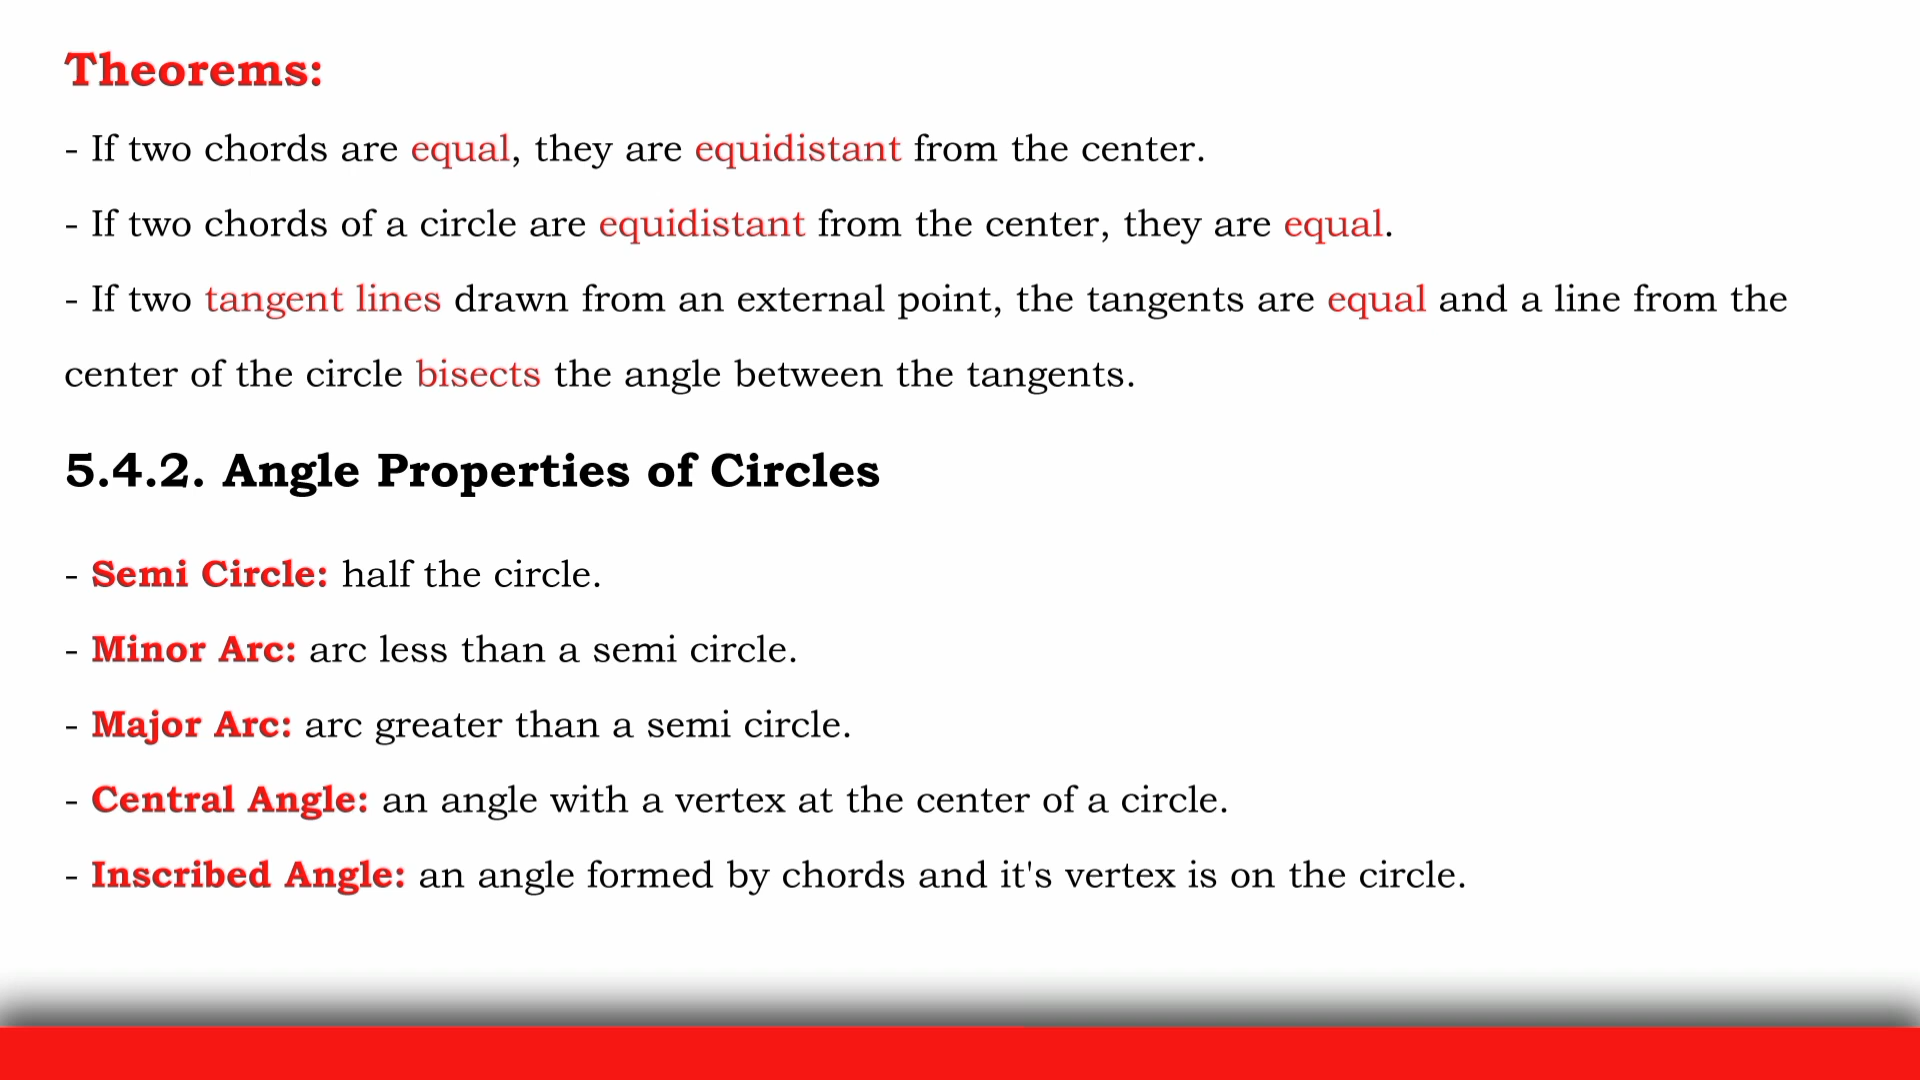 Theorems:
- If two chords are equal, they are equidistant from the center.
- If two chords of a circle are equidistant from the center, they are equal.
- If two tangent lines drawn from an external point, the tangents are equal and a line from the
center of the circle bisects the angle between the tangents.
5.4.2. Angle Properties of Circles
- Semi Circle: half the circle.
- Minor Arc: arc less than a semi circle.
- Major Arc: arc greater than a semi circle.
- Central Angle: an angle with a vertex at the center of a circle.
- Inscribed Angle: an angle formed by chords and it's vertex is on the circle.